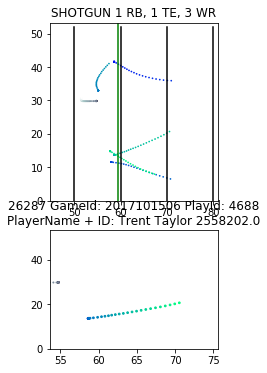 SHOTGUN 1 RB, 1 TE, 3 WR
50
40
30
20
10
0
50 60 70 80
26287 GameId: 2017101506 PlayId: 4688
PlayerName + ID: Trent Taylor 2558202.0
40
20
0
55 60 65 70 75